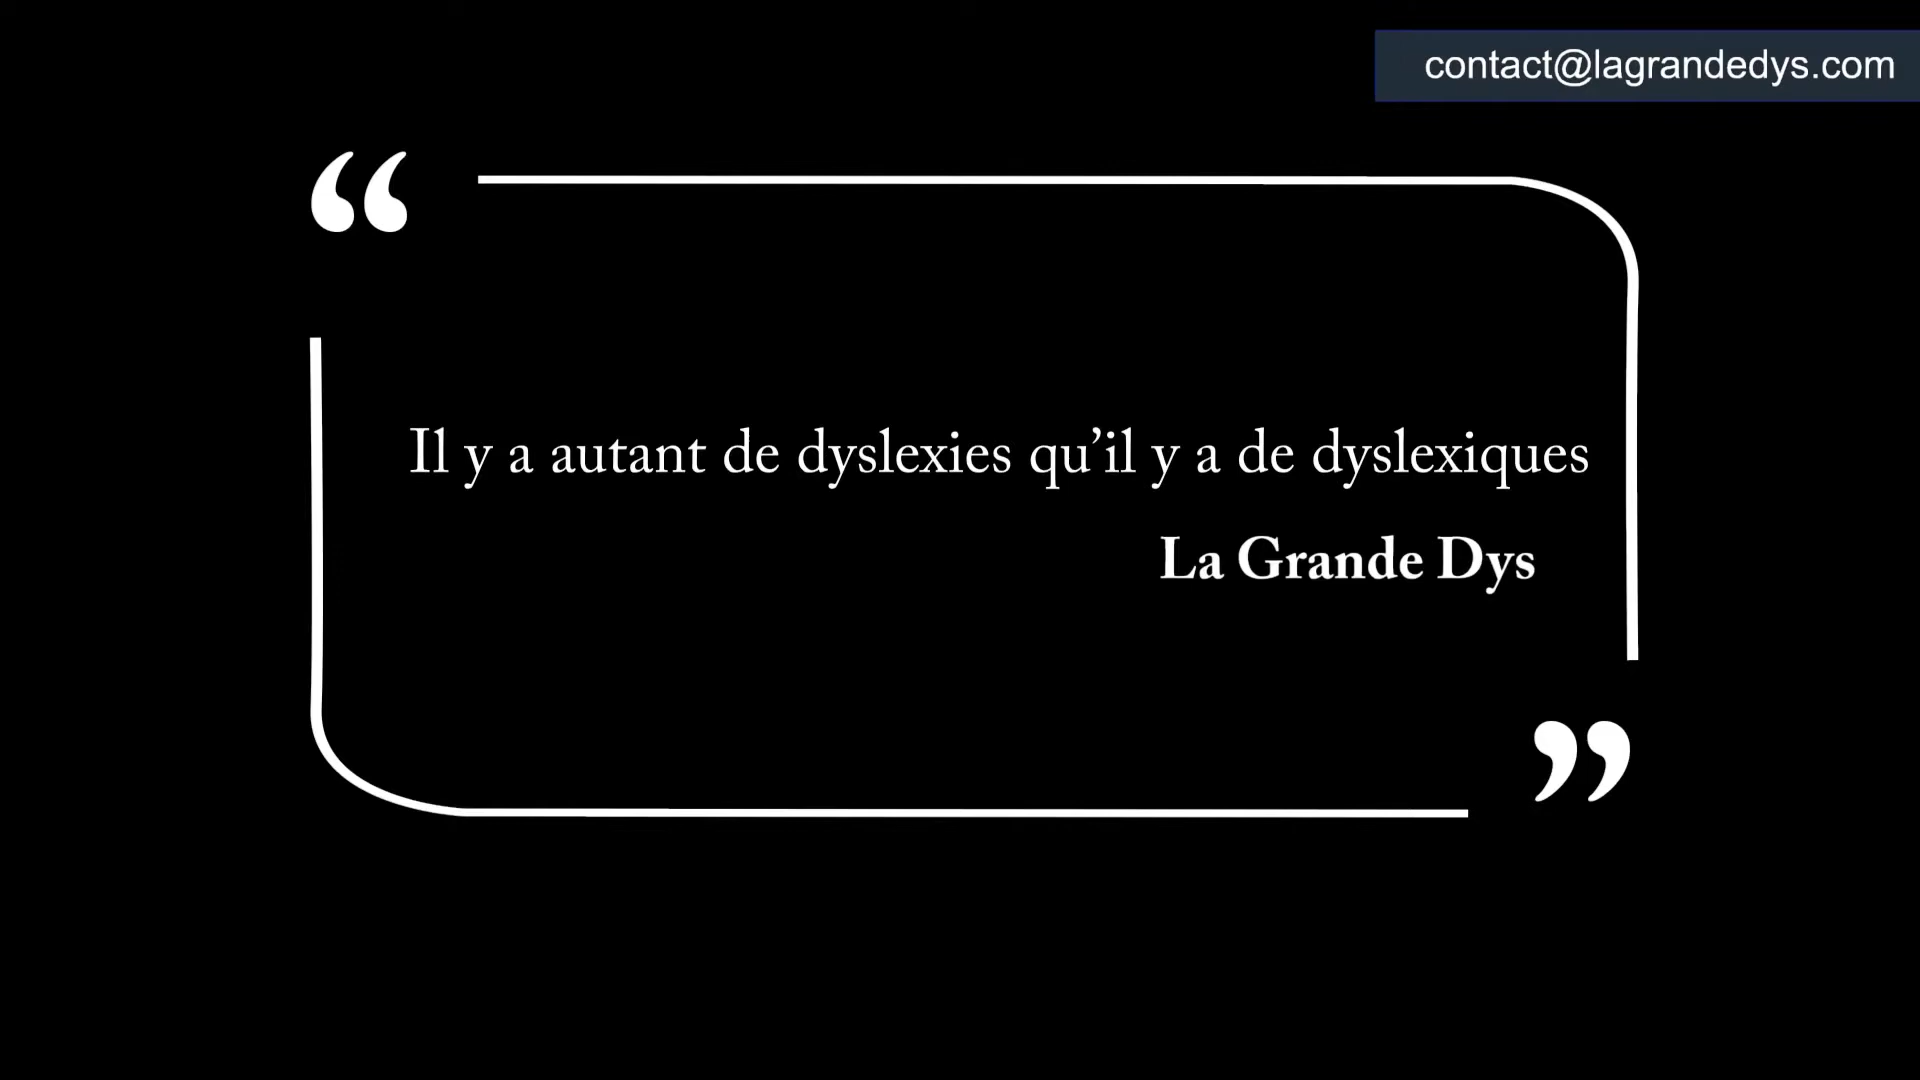 contact@lagrandedys.com
“
Il y a autant de dyslexies qu’il y a de dyslexiques
La Grande Dys
”